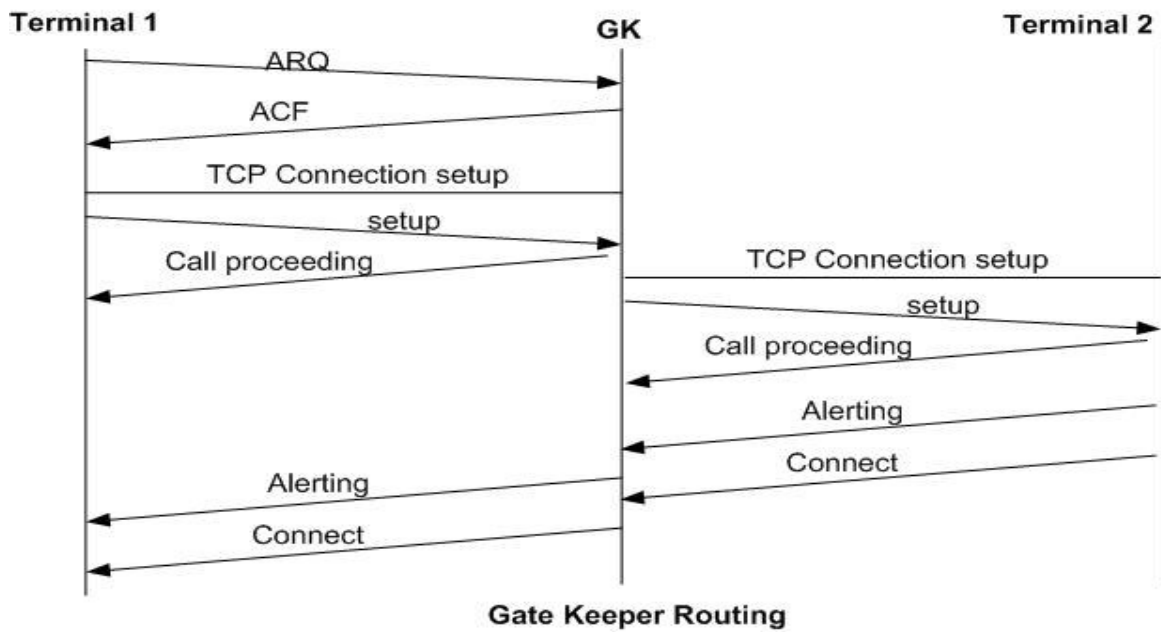 Terminal 1
GK
Terminal 2
ARQ
ACF
TCP Connection setup
setup
Call proceeding
TCP Connection setup
setup
Call proceeding
Alerting
Connect
Alerting
Connect
Gate Keeper Routing